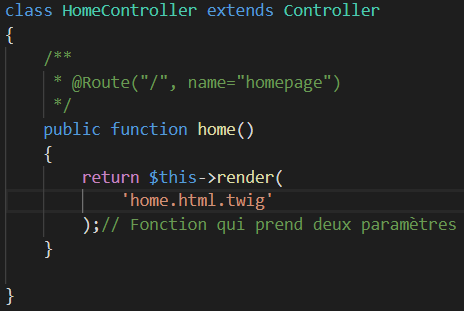 class HomeController extends Controller
{
    /**
     * @Route("/", name="homepage")
     */
    public function home()
    {
        return $this->render(
            'home.html.twig'
        );// Fonction qui prend deux paramètres
    }

}